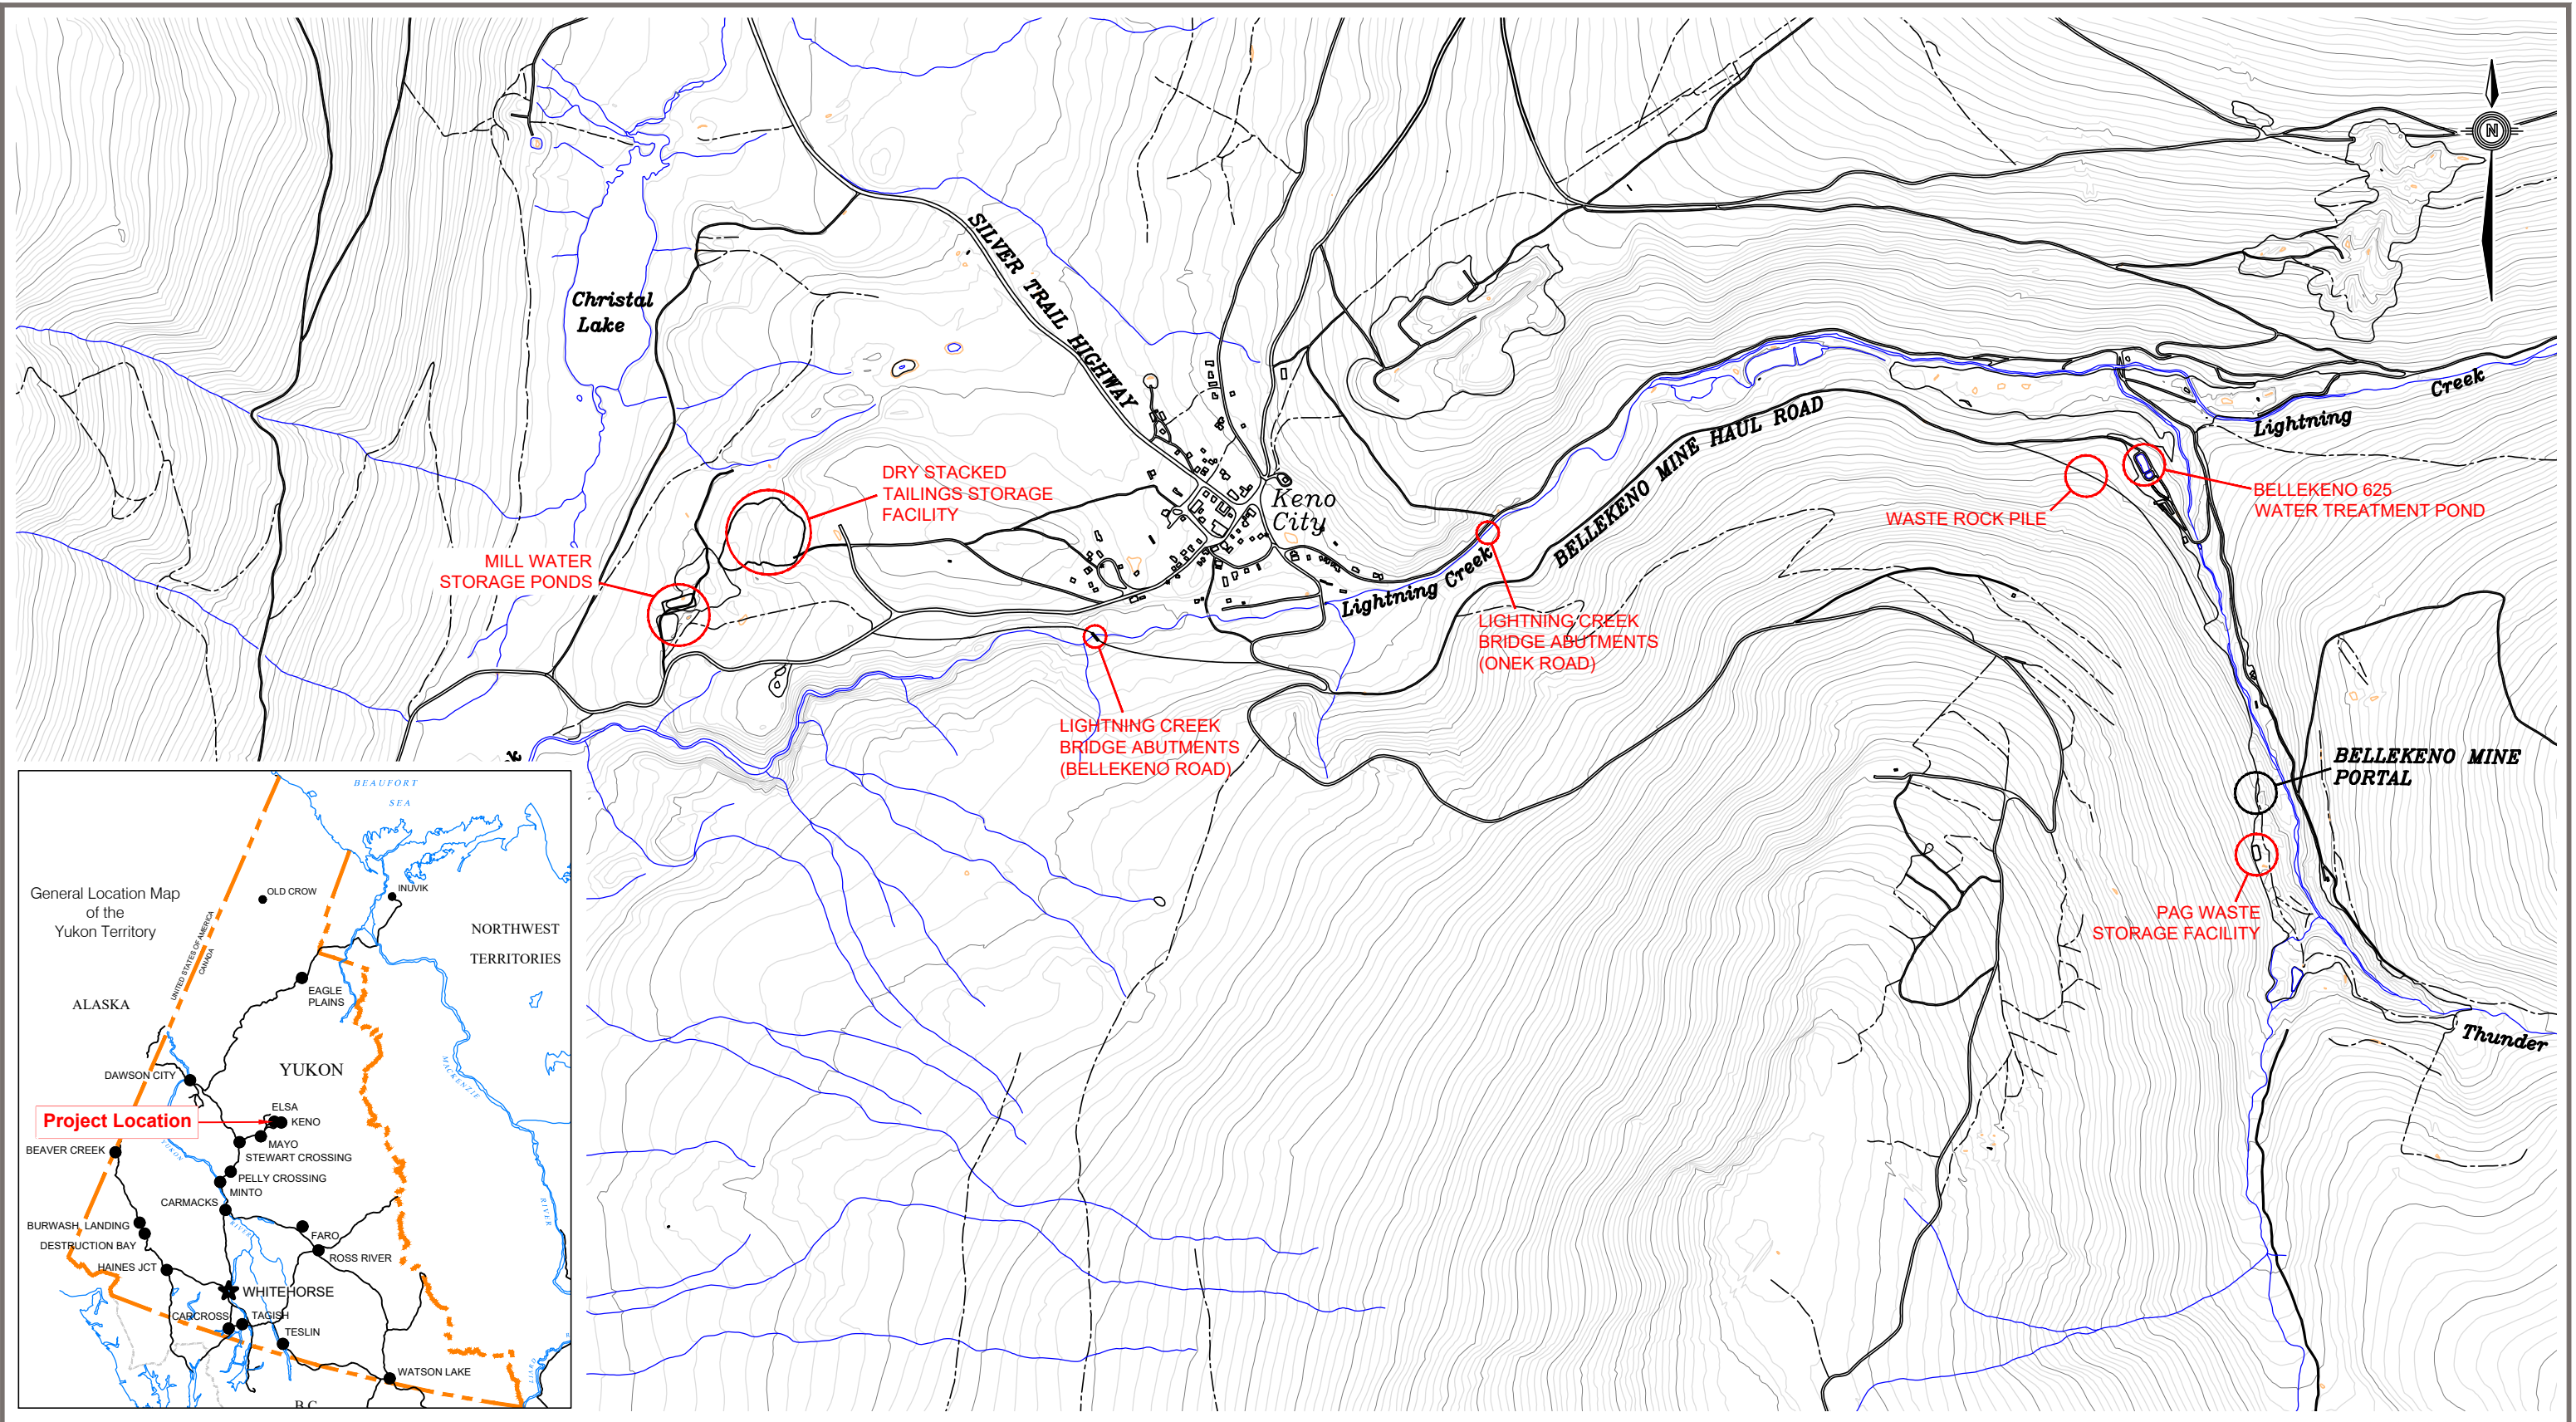 N
SILVER TRAIL HIGHWAY
Christal
Lake
Creek
Lightning
BELLEKENO MINE HAUL ROAD
DRY STACKED
TAILINGS STORAGE
FACILITY
Keno
City
BELLEKENO 625
WATER TREATMENT POND
WASTE ROCK PILE
MILL WATER
STORAGE PONDS
Lightning Creek
LIGHTNING CREEK
BRIDGE ABUTMENTS
(ONEK ROAD)
LIGHTNING CREEK
BRIDGE ABUTMENTS
(BELLEKENO ROAD)
BELLEKENO MINE
PORTAL
PAG WASTE
STORAGE FACILITY
Thunder
BEAUFORT
SEA
General Location Map
of the
Yukon Territory
OLD CROW
INUVIK
UNITED STATES OF AMERICA
CANADA
NORTHWEST
TERRITORIES
EAGLE
PLAINS
ALASKA
YUKON
MACKENZIE
RIVER
DAWSON CITY
ELSA
KENO
Project Location
MAYO
YUKON
BEAVER CREEK
STEWART CROSSING
PELLY CROSSING
MINTO
CARMACKS
RIVER
BURWASH LANDING
DESTRUCTION BAY
FARO
ROSS RIVER
HAINES JCT
WHITEHORSE
CARCROSS
TAGISH
TESLIN
WATSON LAKE
B.C.